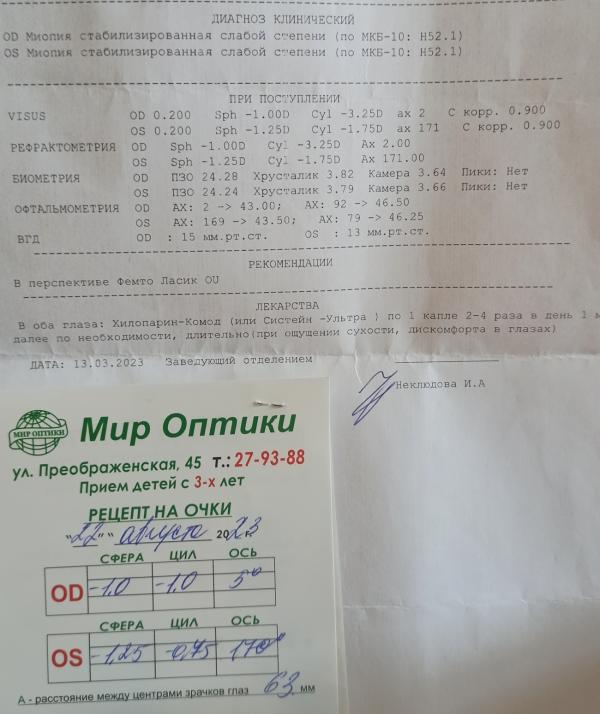 ДИАГНОЗ КЛИНИЧЕСКИЙ
OD Миопия стабилизированная слабой степени (по МКБ-10: H52.1)
OS Миопия стабилизированная слабой степени (по МКБ-10: H52.1)
ПРИ ПОСТУПЛЕНИИ
VISUS OD 0.200 Sph -1.00D Cyl -3.25D ax 2 С корр. 0.900
OS 0.200 Sph -1.25D Cyl -1.75D ax 171 С корр. 0.900
РЕФРАКТОМЕТРИЯ OD Sph -1.00D Cyl -3.25D Ax 2.00
OS Sph -1.25D Cyl -1.75D Ax 171.00
БИОМЕТРИЯ OD ПЗО 24.28 Хрусталик 3.82 Камера 3.64 Пики: Нет
OS ПЗО 24.24 Хрусталик 3.79 Камера 3.66 Пики: Нет
ОФТАЛЬМОМЕТРИЯ OD AX: 2 -> 43.00; AX: 92 -> 46.50
OS AX: 169 -> 43.50; AX: 79 -> 46.25
ВГД OD : 15 мм.рт.ст. OS : 13 мм.рт.ст.
РЕКОМЕНДАЦИИ
В перспективе Фемто Ласик OU
ЛЕКАРСТВА
В оба глаза: Хилопарин-Комод (или Систейн -Ультра ) по 1 капле 2-4 раза в день 1 м
далее по необходимости, длительно(при ощущении сухости, дискомфорта в глазах)
ДАТА: 13.03.2023 Заведующий отделением
Неклюдова И.А
МИР ОПТИКИ
Мир Оптики
ул. Преображенская, 45 т.: 27-93-88
Прием детей с 3-х лет
РЕЦЕПТ НА ОЧКИ
"22" августа 2023 г.
СФЕРА ЦИЛ ОСЬ
OD -1,0 -1,0 5°
СФЕРА ЦИЛ ОСЬ
OS -1,25 -0,75 170°
А - расстояние между центрами зрачков глаз 63 мм